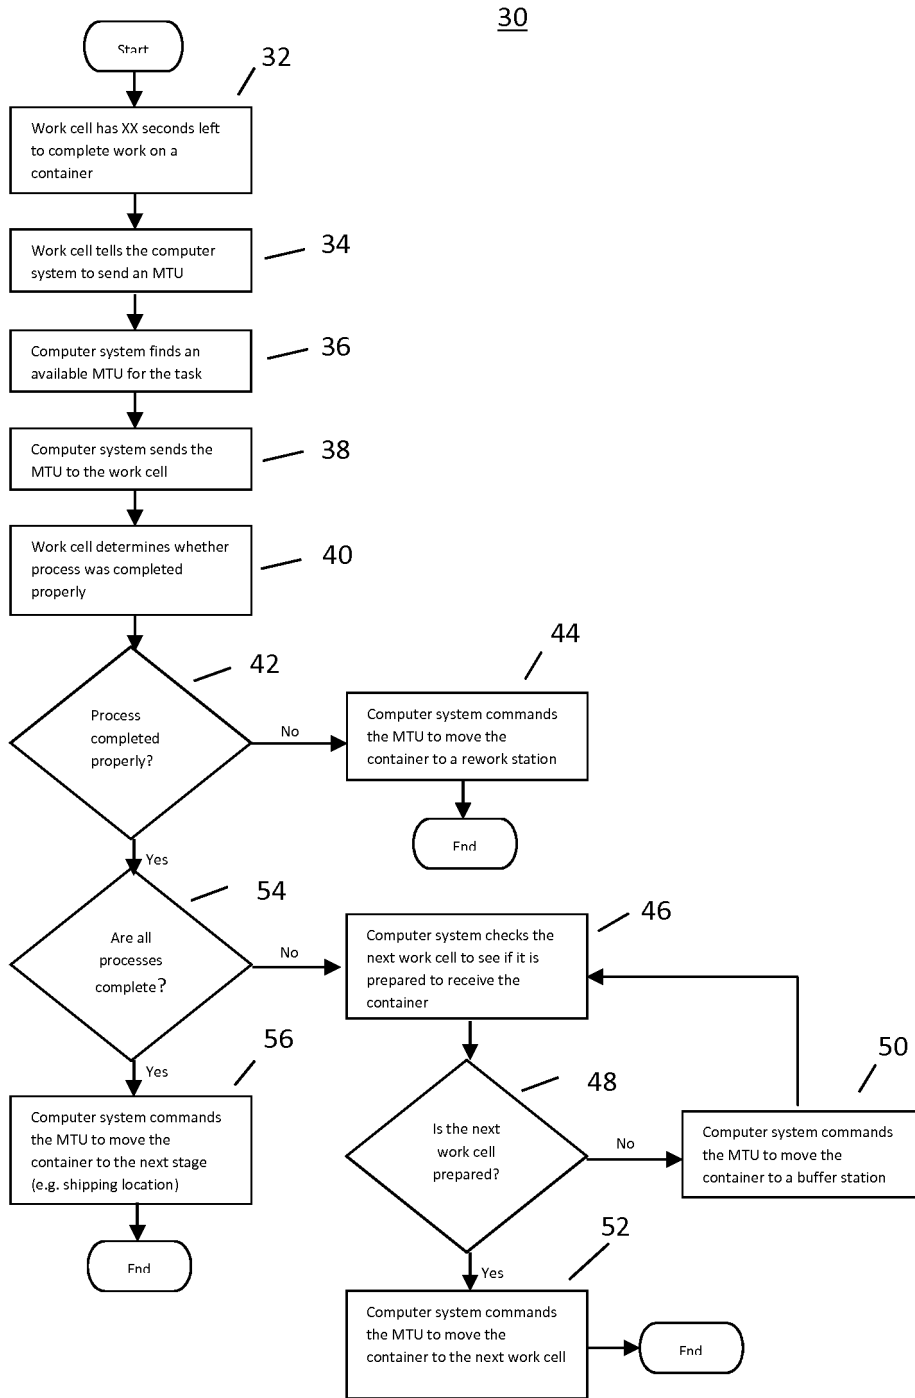 30
Start
32
Work cell has XX seconds left
to complete work on a
container
Work cell tells the computer
system to send an MTU
34
Computer system finds an
available MTU for the task
36
Computer system sends the
MTU to the work cell
38
Work cell determines whether
process was completed
properly
40
42
Process
completed
properly?
No
44
Computer system commands
the MTU to move the
container to a rework station
End
Yes
54
Are all
processes
complete?
No
46
Computer system checks the
next work cell to see if it is
prepared to receive the
container
Yes
56
Computer system commands
the MTU to move the
container to the next stage
(e.g. shipping location)
End
48
Is the next
work cell
prepared?
No
50
Computer system commands
the MTU to move the
container to a buffer station
Yes
52
Computer system commands
the MTU to move the
container to the next work cell
End